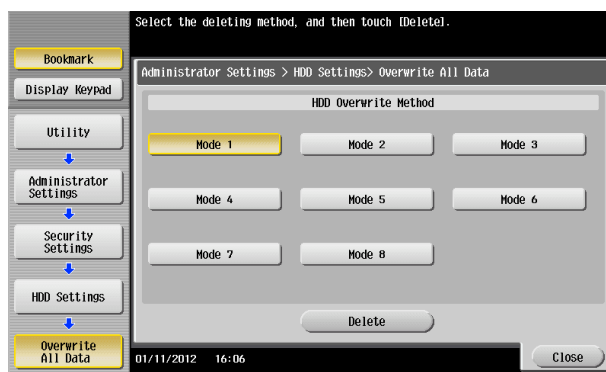 Select the deleting method, and then touch [Delete].
Bookmark
Display Keypad
Utility
Administrator
Settings
Security
Settings
HDD Settings
Overwrite
All Data
Administrator Settings > HDD Settings> Overwrite All Data
HDD Overwrite Method
Mode 1
Mode 2
Mode 3
Mode 4
Mode 5
Mode 6
Mode 7
Mode 8
Delete
01/11/2012 16:06
Close